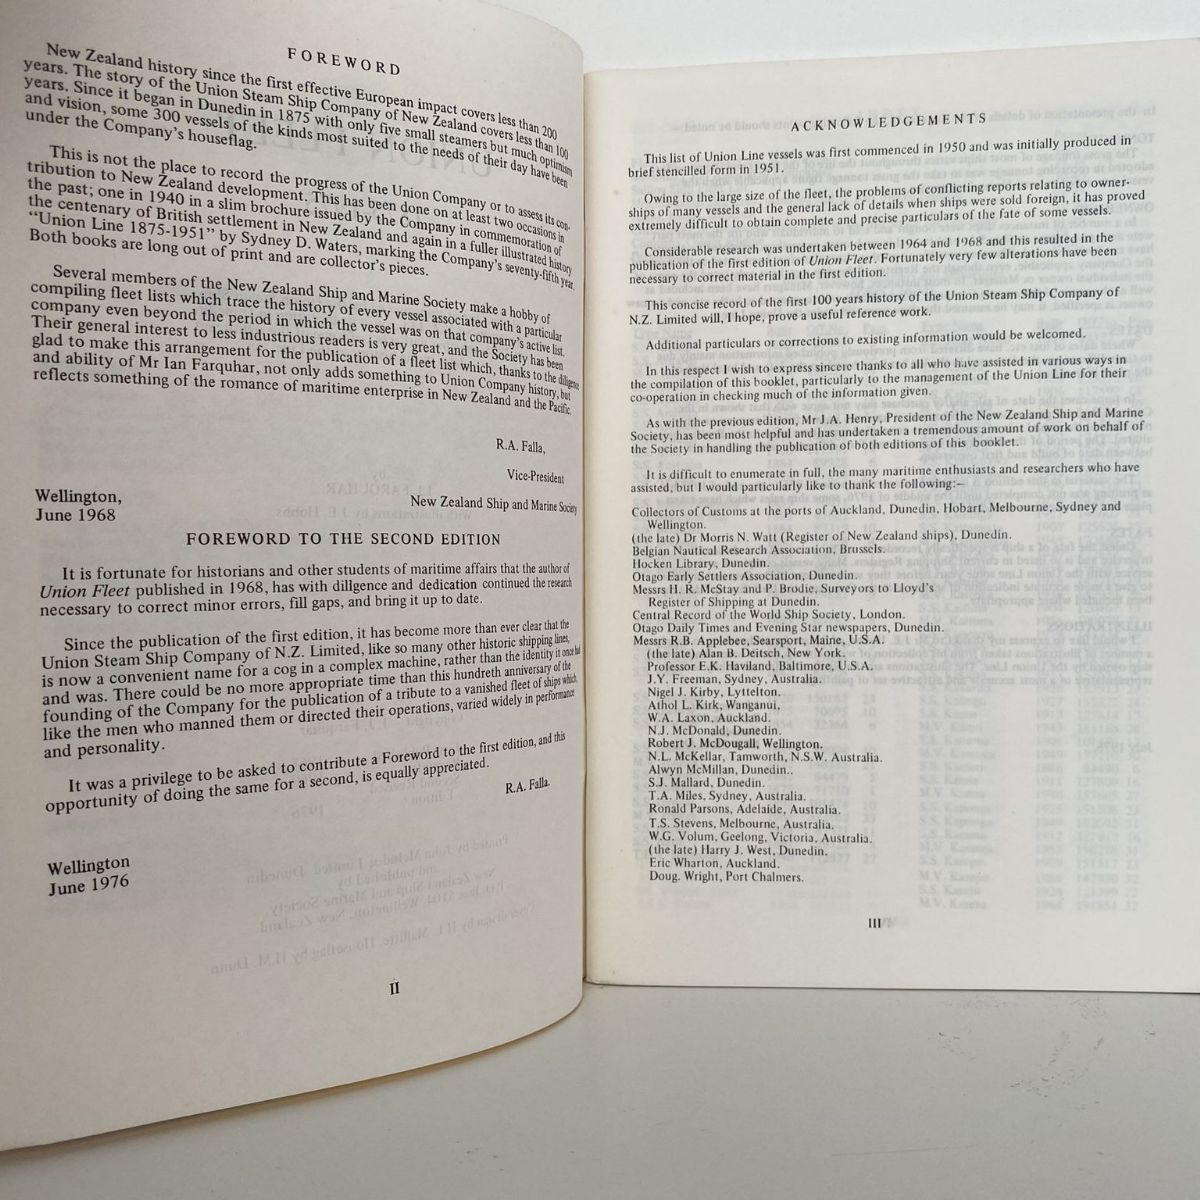 FOREWORD
New Zealand history since the first effective European impact covers less than 200
years. The story of the Union Steam Ship Company of New Zealand covers less than 100
years. Since it began in Dunedin in 1875 with only five small steamers but much optimism
and vision, some 300 vessels of the kinds most suited to the needs of their day have been
under the Company's houseflag.
This is not the place to record the progress of the Union Company or to assess its con-
tribution to New Zealand development. This has been done on at least two occasions in
the past; one in 1940 in a slim brochure issued by the Company in commemoration of
the centenary of British settlement in New Zealand and again in a fuller illustrated history
"Union Line 1875-1951" by Sydney D. Waters, marking the Company's seventy-fifth year.
Both books are long out of print and are collector's pieces.
Several members of the New Zealand Ship and Marine Society make a hobby of
compiling fleet lists which trace the history of every vessel associated with a particular
company even beyond the period in which the vessel was on that company's active list.
Their general interest to less industrious readers is very great, and the Society has been
glad to make this arrangement for the publication of a fleet list which, thanks to the diligence
and ability of Mr Ian Farquhar, not only adds something to Union Company history, but
reflects something of the romance of maritime enterprise in New Zealand and the Pacific.
R.A. Falla,
Vice-President
New Zealand Ship and Marine Society
Wellington,
June 1968
FOREWORD TO THE SECOND EDITION
It is fortunate for historians and other students of maritime affairs that the author of
Union Fleet published in 1968, has with dillgence and dedication continued the research
necessary to correct minor errors, fill gaps, and bring it up to date.
Since the publication of the first edition, it has become more than ever clear that the
Union Steam Ship Company of N.Z. Limited, like so many other historic shipping lines,
is now a convenient name for a cog in a complex machine, rather than the identity it once had
and was. There could be no more appropriate time than this hundreth anniversary of the
founding of the Company for the publication of a tribute to a vanished fleet of ships which,
like the men who manned them or directed their operations, varied widely in performance
and personality.
It was a privilege to be asked to contribute a Foreword to the first edition, and this
opportunity of doing the same for a second, is equally appreciated.
R.A. Falla.
Wellington
June 1976
II
ACKNOWLEDGEMENTS
This list of Union Line vessels was first commenced in 1950 and was initially produced in
brief stencilled form in 1951.
Owing to the large size of the fleet, the problems of conflicting reports relating to owner-
ships of many vessels and the general lack of details when ships were sold foreign, it has proved
extremely difficult to obtain complete and precise particulars of the fate of some vessels.
Considerable research was undertaken between 1964 and 1968 and this resulted in the
publication of the first edition of Union Fleet. Fortunately very few alterations have been
necessary to correct material in the first edition.
This concise record of the first 100 years history of the Union Steam Ship Company of
N.Z. Limited will, I hope, prove a useful reference work.
Additional particulars or corrections to existing information would be welcomed.
In this respect I wish to express sincere thanks to all who have assisted in various ways in
the compilation of this booklet, particularly to the management of the Union Line for their
co-operation in checking much of the information given.
As with the previous edition, Mr J.A. Henry, President of the New Zealand Ship and Marine
Society, has been most helpful and has undertaken a tremendous amount of work on behalf of
the Society in handling the publication of both editions of this booklet.
It is difficult to enumerate in full, the many maritime enthusiasts and researchers who have
assisted, but I would particularly like to thank the following:—
Collectors of Customs at the ports of Auckland, Dunedin, Hobart, Melbourne, Sydney and
Wellington.
(the late) Dr Morris N. Watt (Register of New Zealand ships), Dunedin.
Belgian Nautical Research Association, Brussels.
Hocken Library, Dunedin.
Otago Early Settlers Association, Dunedin.
Messrs H. R. McStay and P. Brodie, Surveyors to Lloyd's
Register of Shipping at Dunedin.
Central Record of the World Ship Society, London.
Otago Daily Times and Evening Star newspapers, Dunedin.
Messrs R.B. Applebee, Searsport, Maine, U.S.A.
(the late) Alan B. Deitsch, New York.
Professor E.K. Haviland, Baltimore, U.S.A.
J.Y. Freeman, Sydney, Australia.
Nigel J. Kirby, Lyttelton.
Athol L. Kirk, Wanganui,
W.A. Laxon, Auckland.
N.J. McDonald, Dunedin.
Robert J. McDougall, Wellington.
N.L. McKellar, Tamworth, N.S.W. Australia.
Alwyn McMillan, Dunedin..
S.J. Mallard, Dunedin.
T.A. Miles, Sydney, Australia.
Ronald Parsons, Adelaide, Australia.
T.S. Stevens, Melbourne, Australia.
W.G. Volum, Geelong, Victoria, Australia.
(the late) Harry J. West, Dunedin.
Eric Wharton, Auckland.
Doug. Wright, Port Chalmers.
III